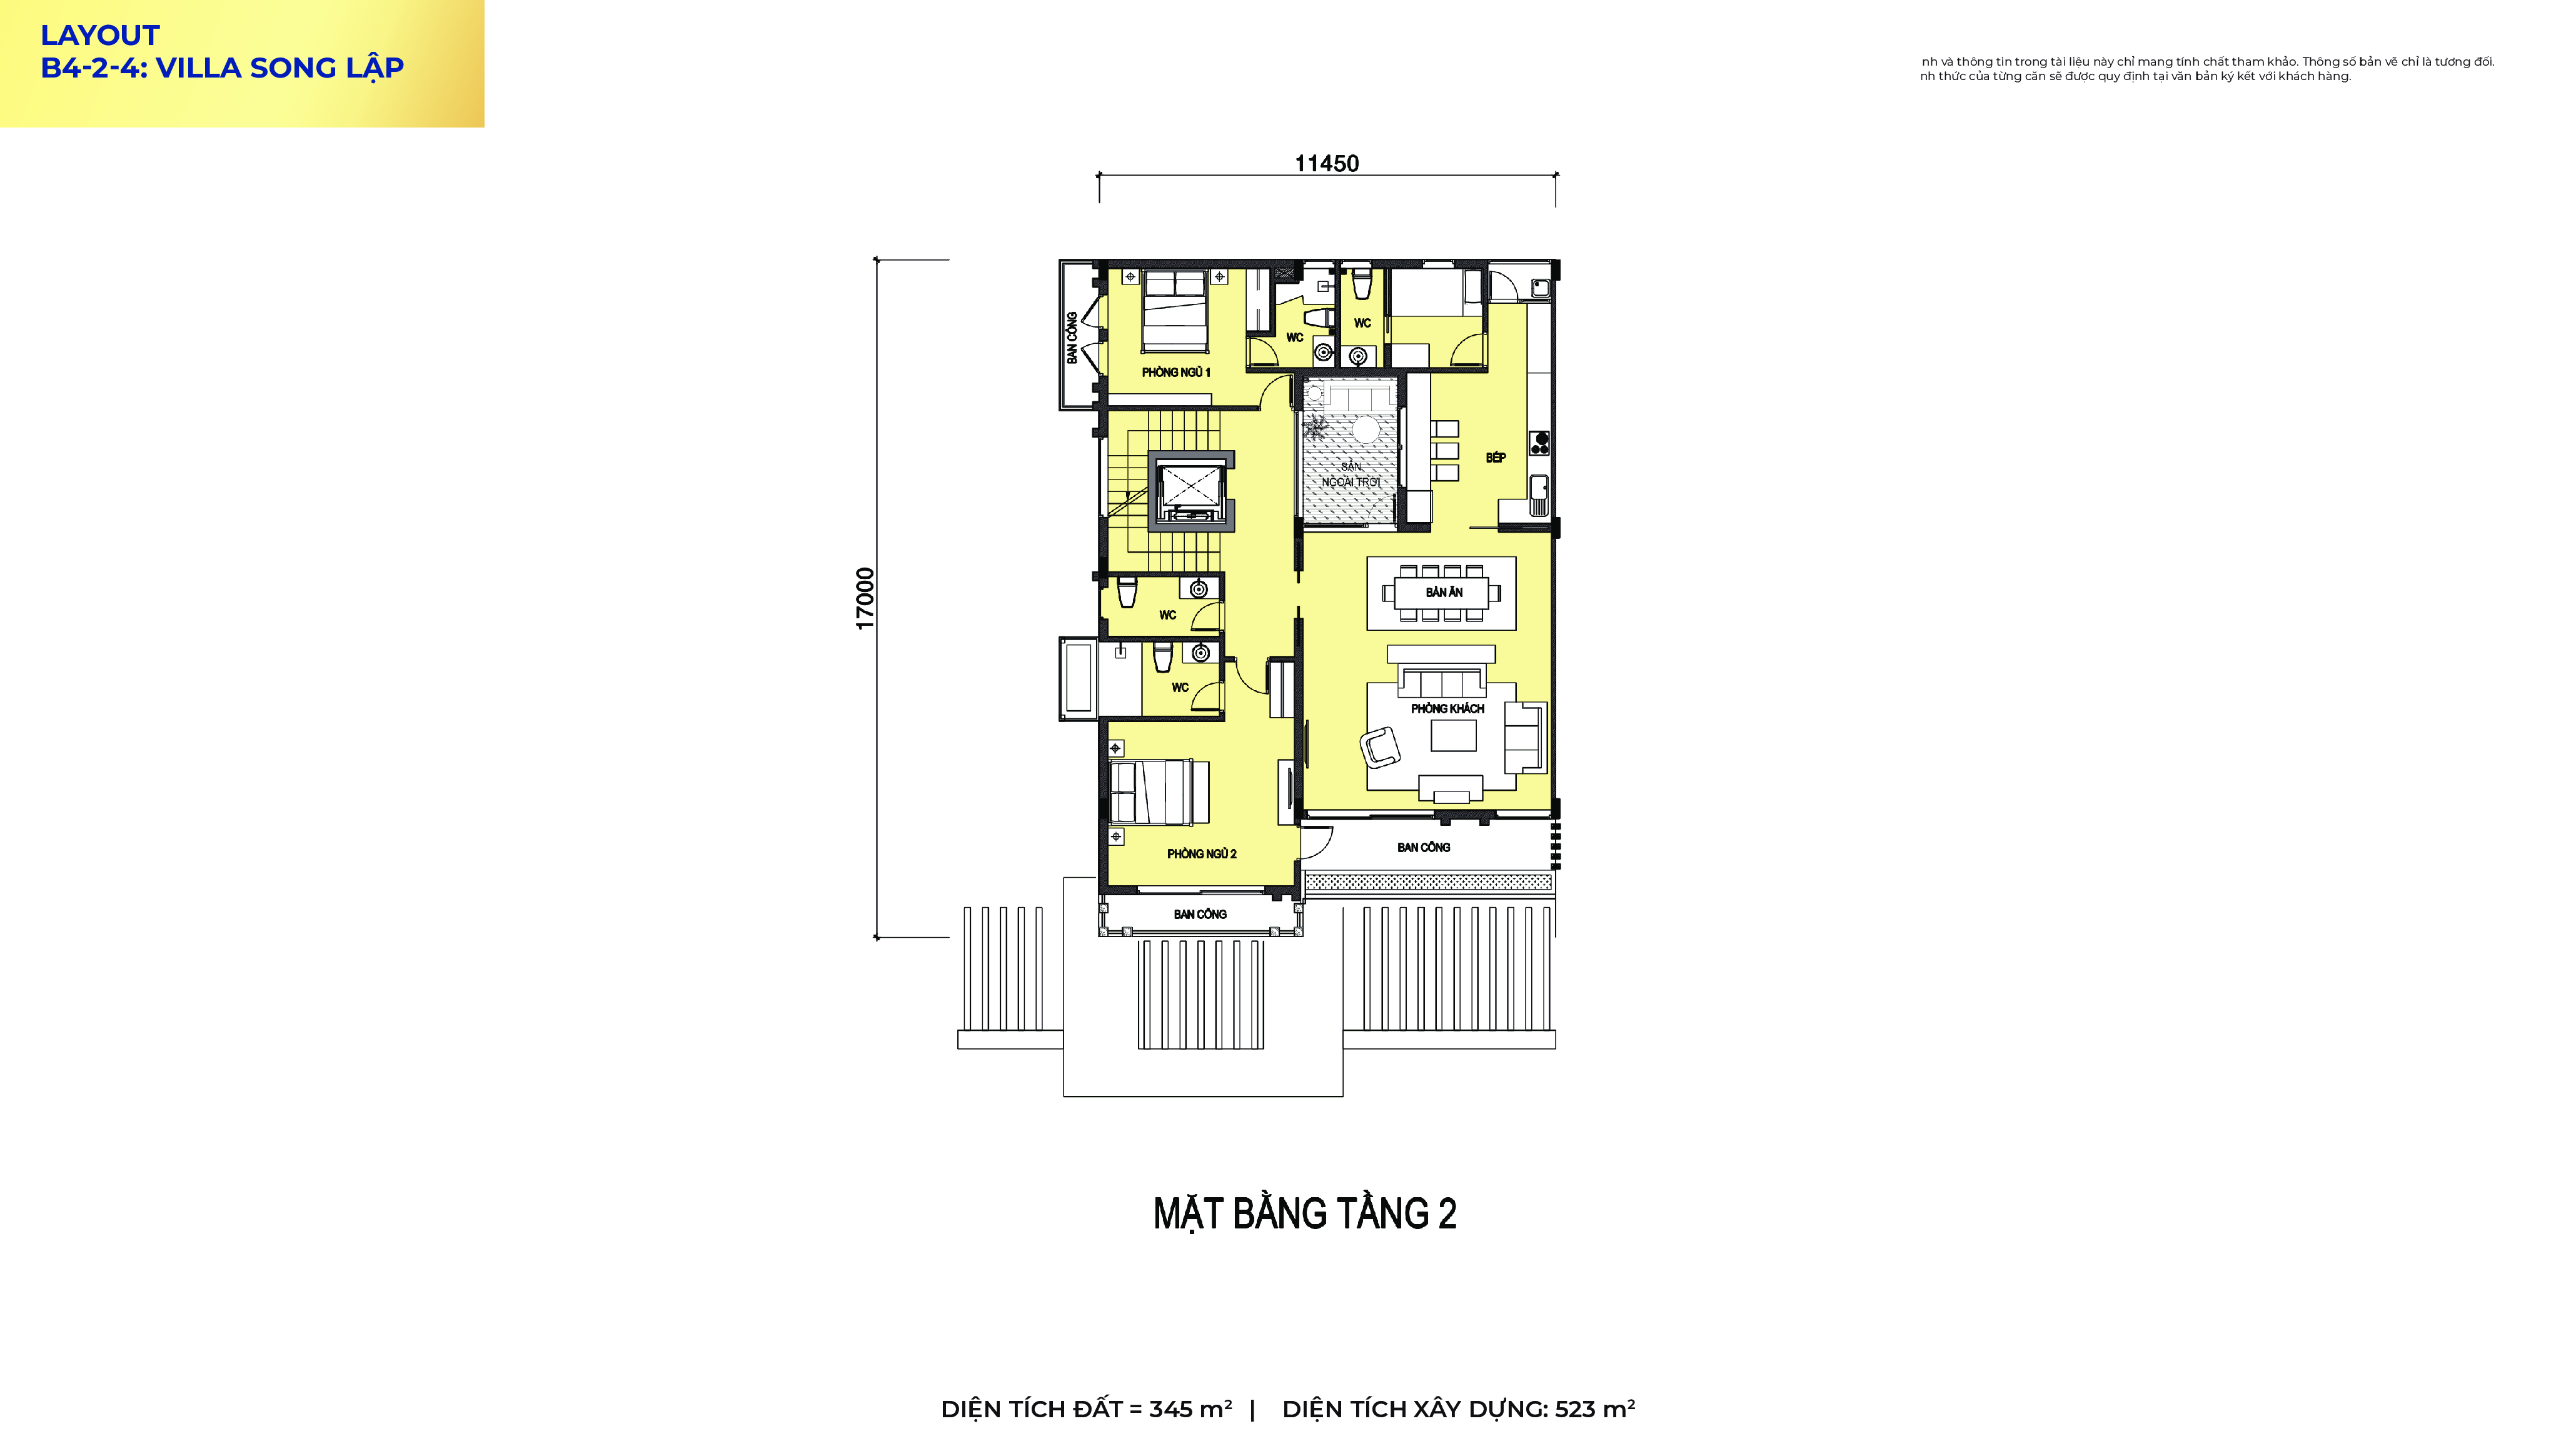 LAYOUT
B4-2-4: VILLA SONG LẬP
nh và thông tin trong tài liệu này chỉ mang tính chất tham khảo. Thông số bản vẽ chỉ là tương đối.
nh thức của từng căn sẽ được quy định tại văn bản ký kết với khách hàng.
11450
17000
BAN CÔNG
PHÒNG NGỦ 1
WC
WC
SÂN
NGOÀI TRỜI
BẾP
WC
WC
BÀN ĂN
PHÒNG KHÁCH
PHÒNG NGỦ 2
BAN CÔNG
BAN CÔNG
MẶT BẰNG TẦNG 2
DIỆN TÍCH ĐẤT = 345 m² | DIỆN TÍCH XÂY DỰNG: 523 m²